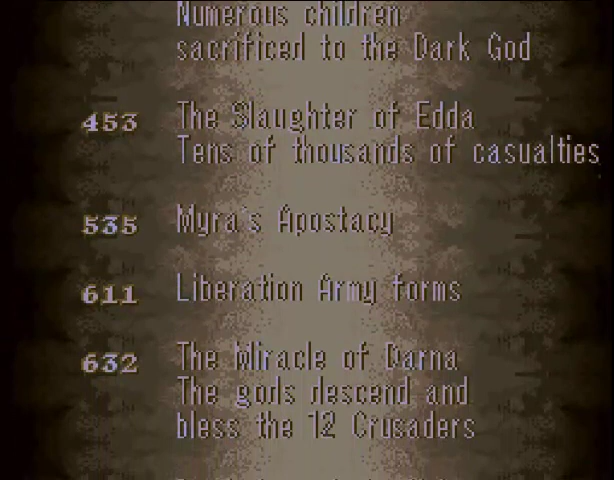 Numerous children
sacrificed to the Dark God
453 The Slaughter of Edda
Tens of thousands of casualties
535 Myra's Apostacy
611 Liberation Army forms
632 The Miracle of Darna
The gods descend and
bless the 12 Crusaders